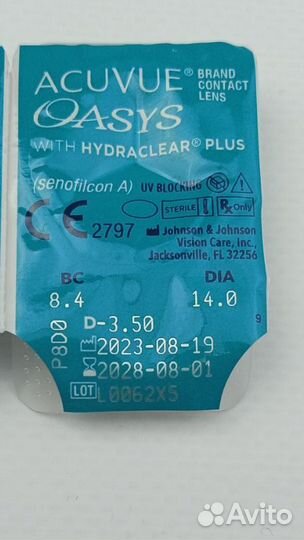 ACUVUE® BRAND CONTACT LENS
OASYS
WITH HYDRACLEAR® PLUS
(senofilcon A) UV BLOCKING
CE 2797 STERILE Rx Only
Johnson & Johnson
Vision Care, Inc.,
Jacksonville, FL 32256
BC DIA
8.4 14.0
D-3.50 9
2023-08-19
2028-08-01
LOT L0062XS
P8D0
Avito